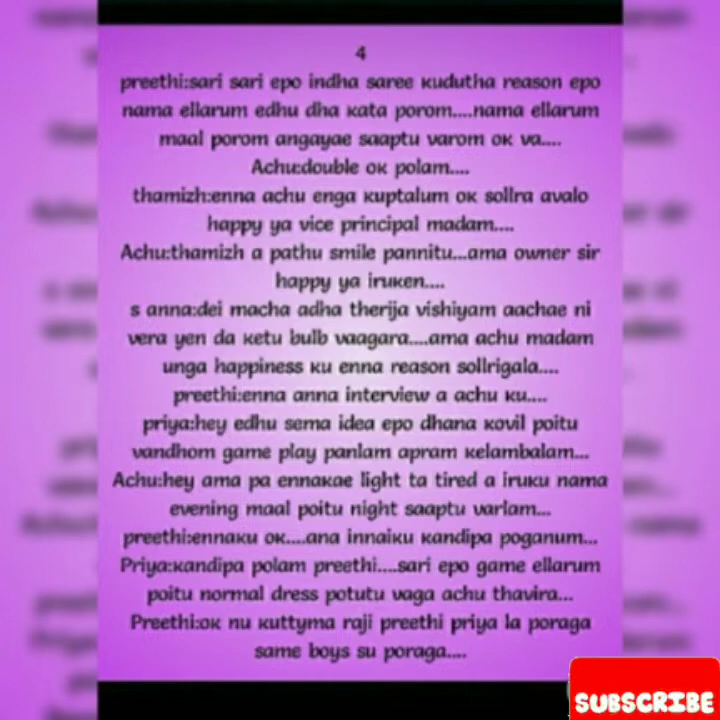 4
preethi:sari sari epo indha saree kudutha reason epo
nama ellarum edhu dha kata porom....nama ellarum
maal porom angayae saaptu varom ok va....
Achu:double ok polam....
thamizh:enna achu enga kuptalum ok sollra avalo
happy ya vice principal madam....
Achu:thamizh a pathu smile pannitu...ama owner sir
happy ya iruken....
s anna:dei macha adha therija vishiyam aachae ni
vera yen da ketu bulb vaagara....ama achu madam
unga happiness ku enna reason sollrigala....
preethi:enna anna interview a achu ku....
priya:hey edhu sema idea epo dhana kovil poitu
vandhom game play panlam apram kelambalam...
Achu:hey ama pa ennakae light ta tired a iruku nama
evening maal poitu night saaptu varlam...
preethi:ennaku ok....ana innaiku kandipa poganum...
Priya:kandipa polam preethi....sari epo game ellarum
poitu normal dress potutu vaga achu thavira...
Preethi:ok nu kuttyma raji preethi priya la poraga
same boys su poraga....
SUBSCRIBE